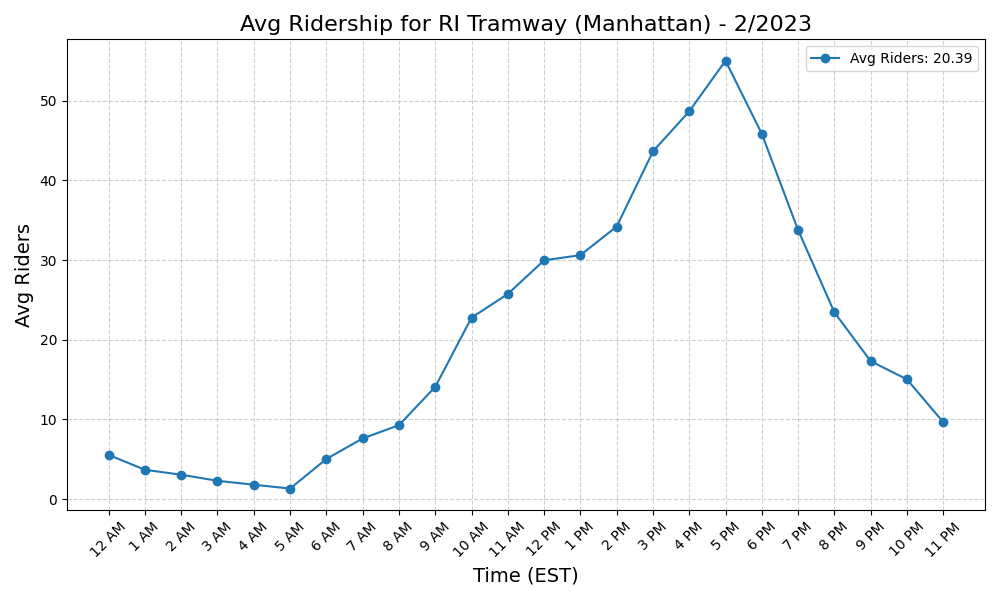 Avg Ridership for RI Tramway (Manhattan) - 2/2023
Avg Riders: 20.39
Avg Riders
50
40
30
20
10
0
12 AM
1 AM
2 AM
3 AM
4 AM
5 AM
6 AM
7 AM
8 AM
9 AM
10 AM
11 AM
12 PM
1 PM
2 PM
3 PM
4 PM
5 PM
6 PM
7 PM
8 PM
9 PM
10 PM
11 PM
Time (EST)